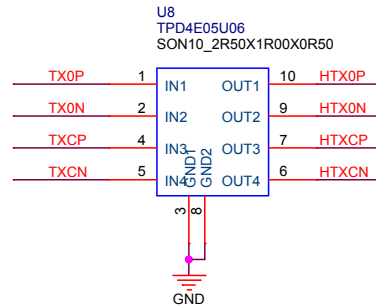 U8
TPD4E05U06
SON10_2R50X1R00X0R50
TX0P 1 IN1 OUT1 10 HTX0P
TX0N 2 IN2 OUT2 9 HTX0N
TXCP 4 IN3 OUT3 7 HTXCP
TXCN 5 IN4 OUT4 6 HTXCN
GND1
GND2
3
8
GND